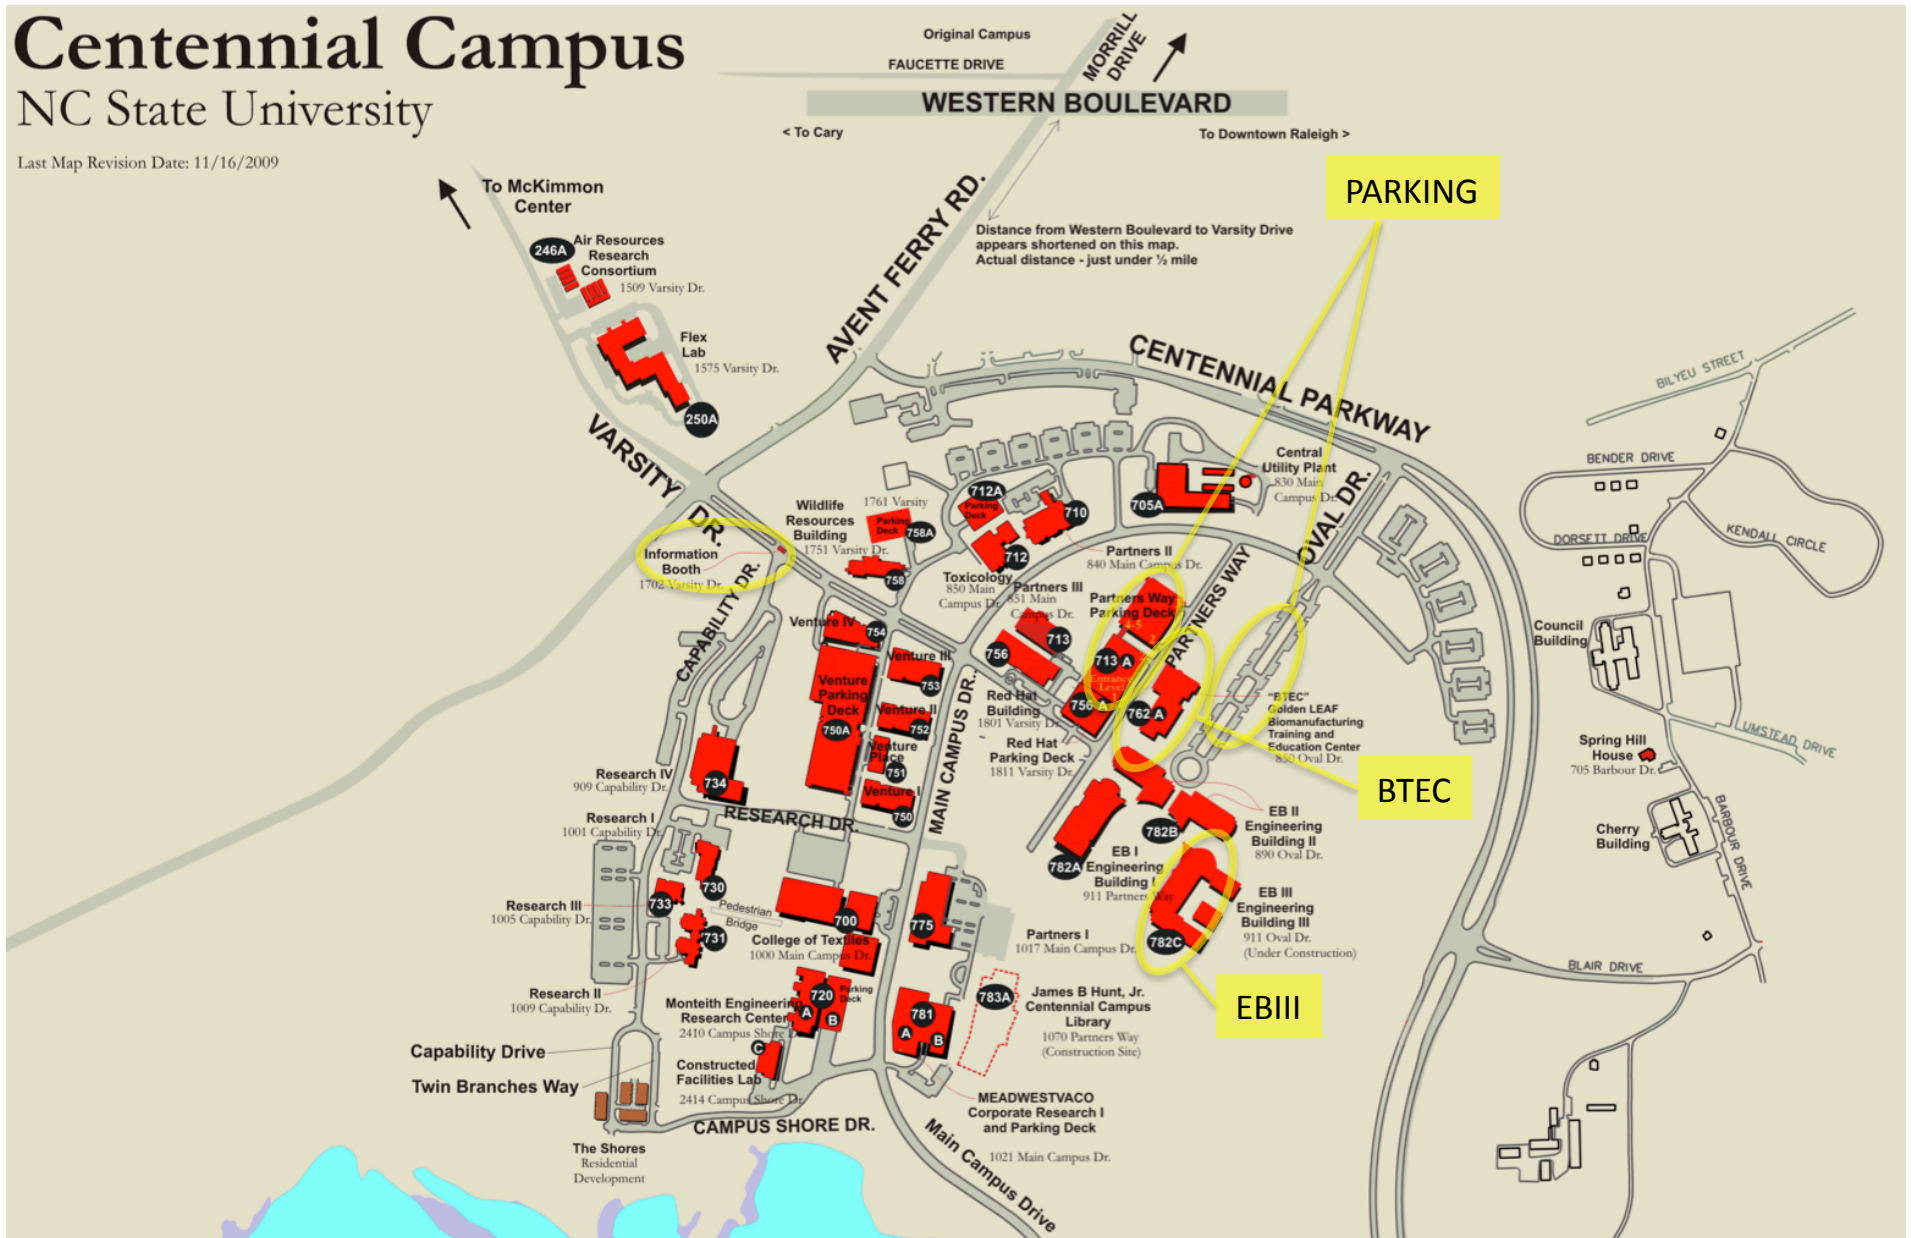 Centennial Campus
NC State University
Last Map Revision Date: 11/16/2009
Original Campus
FAUCETTE DRIVE
MORRILL
DRIVE
WESTERN BOULEVARD
< To Cary
To Downtown Raleigh >
PARKING
To McKimmon
Center
246A
Air Resources
Research
Consortium
1509 Varsity Dr.
Flex
Lab
1575 Varsity Dr.
250A
AVENT FERRY RD.
Distance from Western Boulevard to Varsity Drive
appears shortened on this map.
Actual distance - just under ½ mile
CENTENNIAL PARKWAY
VARSITY
DR.
Information
Booth
1702 Varsity Dr.
CAPABILITY DR.
Wildlife
Resources
Building
1751 Varsity Dr.
1761 Varsity
Parking
Deck
758A
758
712A
Parking
Deck
712
710
Toxicology
850 Main
Campus Dr.
Partners II
840 Main Campus Dr.
705A
Central
Utility Plant
830 Main
Campus Dr.
OVAL DR.
Partners III
851 Main
Campus Dr.
713
756
Partners Way
Parking Deck
4-5
2
713 A
Entrance
Level
1
PARTNERS WAY
756 A
762 A
Red Hat
Building
1801 Varsity Dr.
Red Hat
Parking Deck
1811 Varsity Dr.
"BTEC"
Golden LEAF
Biomanufacturing
Training and
Education Center
850 Oval Dr.
BTEC
Venture IV
754
Venture III
753
Venture
Parking
Deck
750A
Venture II
752
Venture
Place
751
Venture I
750
MAIN CAMPUS DR.
Research IV
909 Capability Dr.
734
RESEARCH DR.
Research I
1001 Capability Dr.
730
Research III
1005 Capability Dr.
733
731
Pedestrian
Bridge
Research II
1009 Capability Dr.
700
College of Textiles
1000 Main Campus Dr.
775
Partners I
1017 Main Campus Dr.
782A
EB I
Engineering
Building I
911 Partners Way
782B
EB II
Engineering
Building II
890 Oval Dr.
782C
EB III
Engineering
Building III
911 Oval Dr.
(Under Construction)
EBIII
Monteith Engineering
Research Center
2410 Campus Shore Dr.
720
A
B
Parking
Deck
781
A
B
783A
James B Hunt, Jr.
Centennial Campus
Library
1070 Partners Way
(Construction Site)
C
Constructed
Facilities Lab
2414 Campus Shore Dr.
MEADWESTVACO
Corporate Research I
and Parking Deck
1021 Main Campus Dr.
Capability Drive
Twin Branches Way
CAMPUS SHORE DR.
The Shores
Residential
Development
Main Campus Drive
BILYEU STREET
BENDER DRIVE
DORSETT DRIVE
KENDALL CIRCLE
Council
Building
UMSTEAD DRIVE
Spring Hill
House
705 Barbour Dr.
Cherry
Building
BARBOUR DRIVE
BLAIR DRIVE